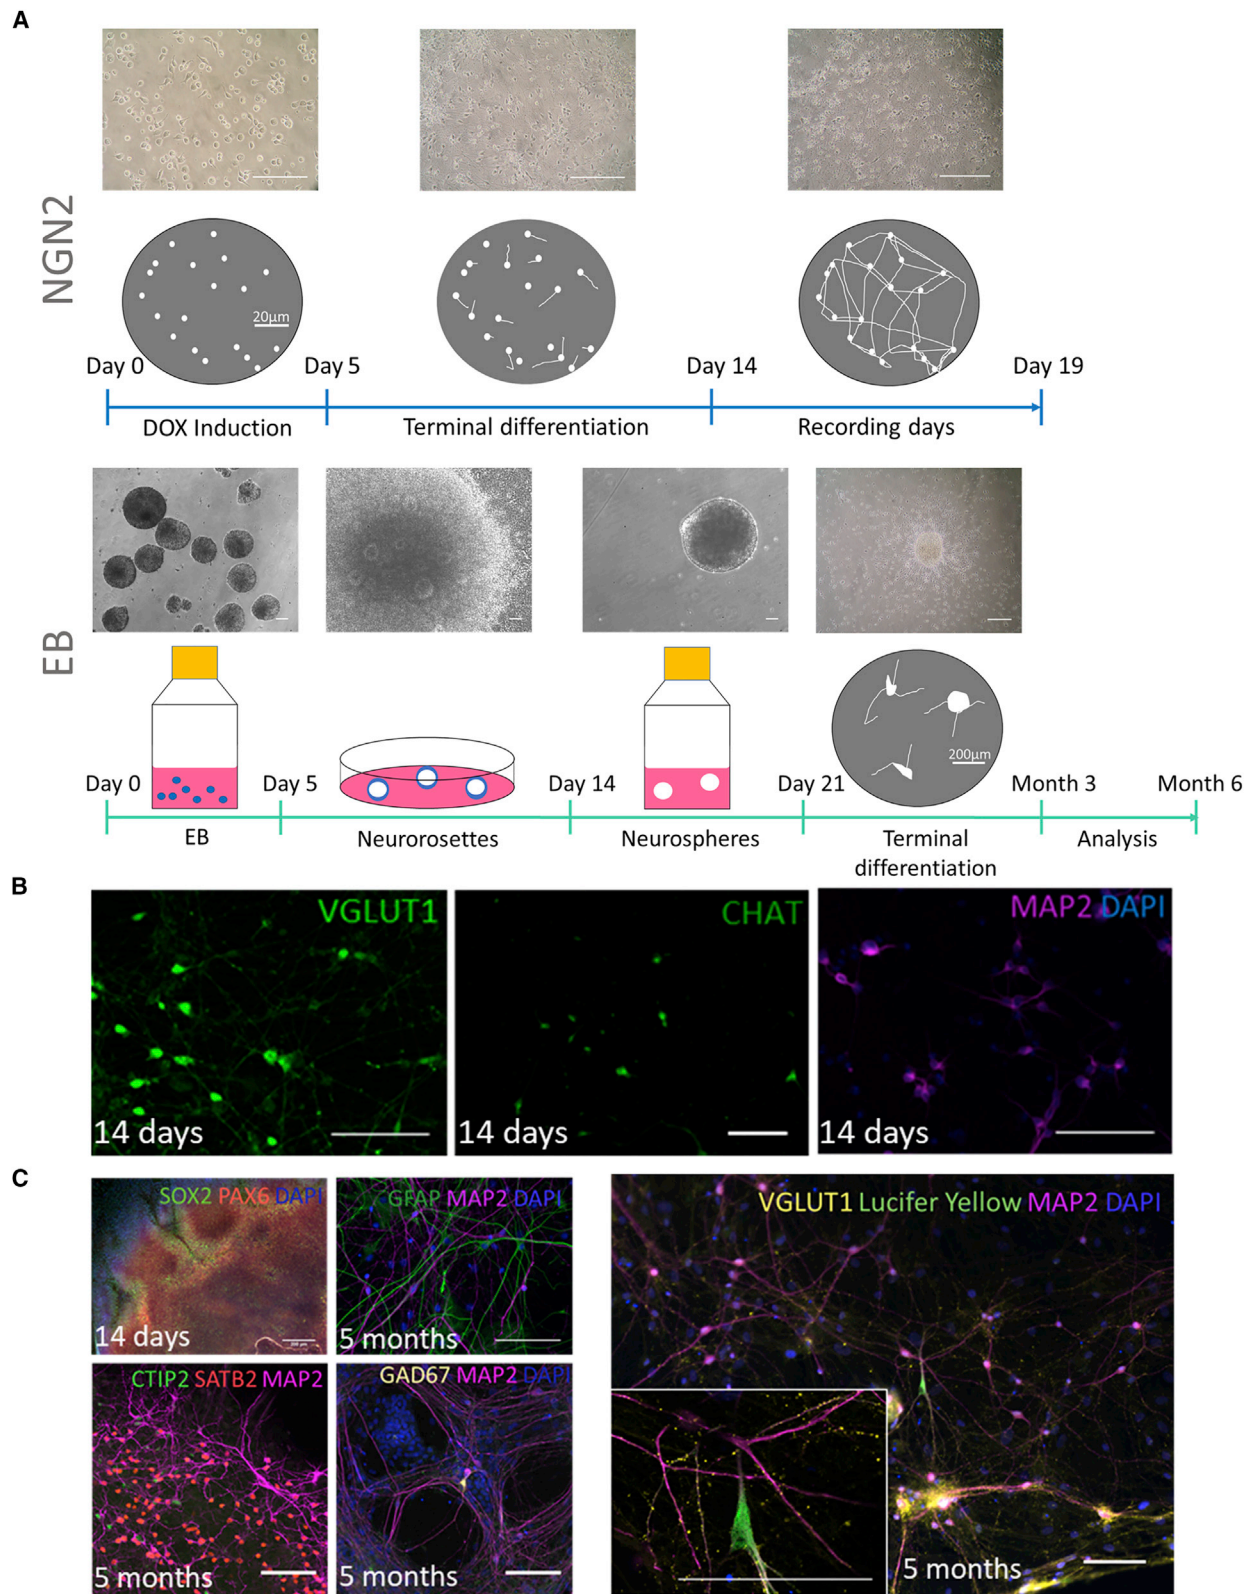 A
NGN2
20µm
Day 0
Day 5
Day 14
Day 19
DOX Induction
Terminal differentiation
Recording days
EB
200µm
Day 0
Day 5
Day 14
Day 21
Month 3
Month 6
EB
Neurorosettes
Neurospheres
Terminal
differentiation
Analysis
B
VGLUT1
14 days
CHAT
14 days
MAP2 DAPI
14 days
C
SOX2 PAX6 DAPI
14 days
GFAP MAP2 DAPI
5 months
CTIP2 SATB2 MAP2
5 months
GAD67 MAP2 DAPI
5 months
VGLUT1 Lucifer Yellow MAP2 DAPI
5 months